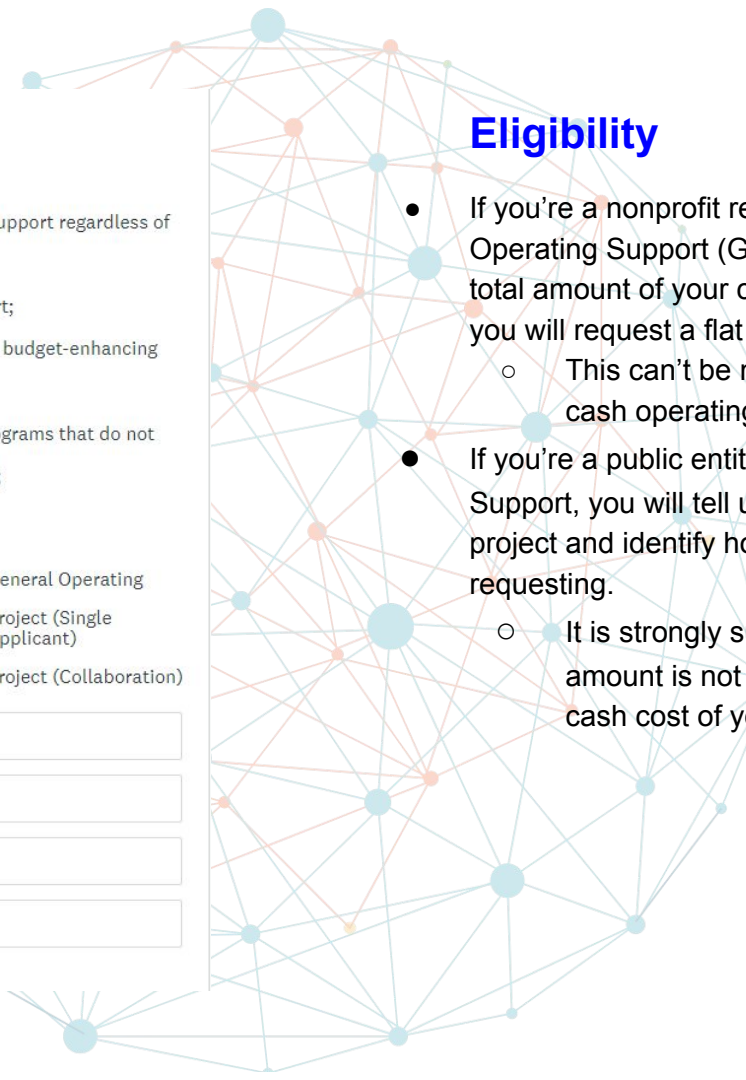 upport regardless of
t;
budget-enhancing
grams that do not
eneral Operating
roject (Single
pplicant)
roject (Collaboration)
Eligibility
● If you're a nonprofit re
Operating Support (G
total amount of your o
you will request a flat
○ This can't be r
cash operating
● If you're a public entit
Support, you will tell u
project and identify ho
requesting.
○ It is strongly s
amount is not
cash cost of yo